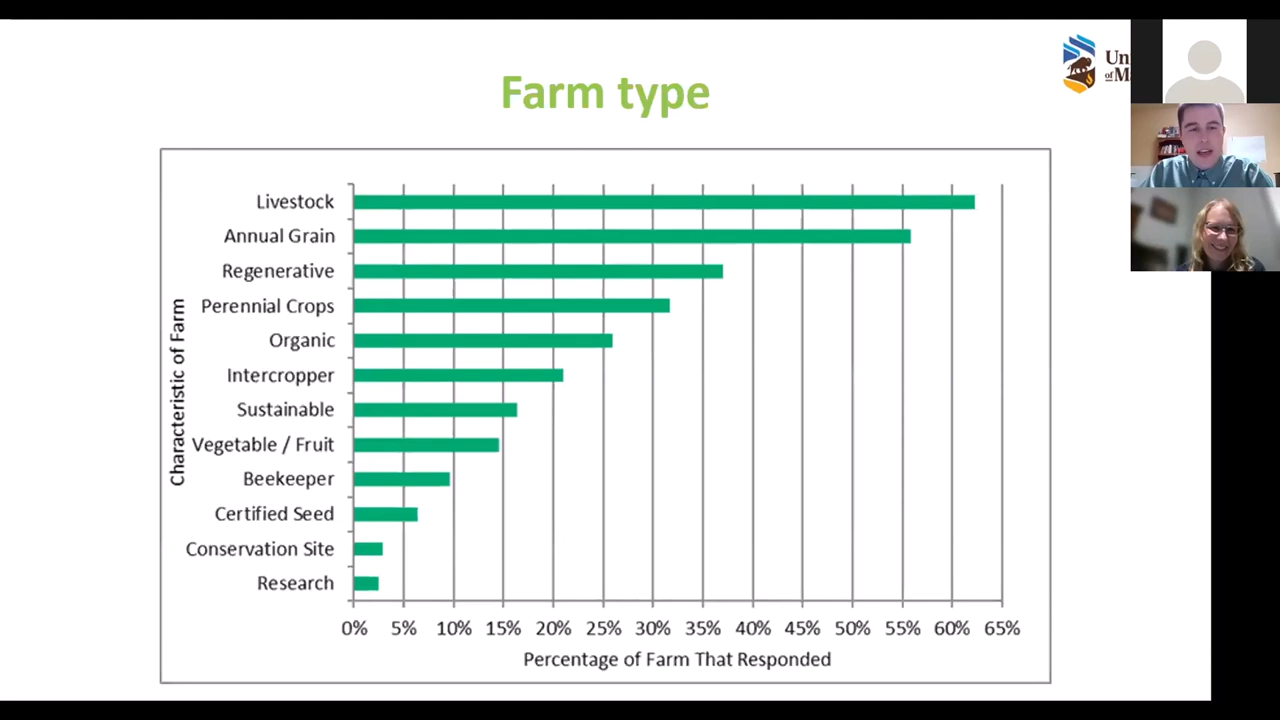 Farm type
Characteristic of Farm
Livestock
Annual Grain
Regenerative
Perennial Crops
Organic
Intercropper
Sustainable
Vegetable / Fruit
Beekeeper
Certified Seed
Conservation Site
Research
0% 5% 10% 15% 20% 25% 30% 35% 40% 45% 50% 55% 60% 65%
Percentage of Farm That Responded